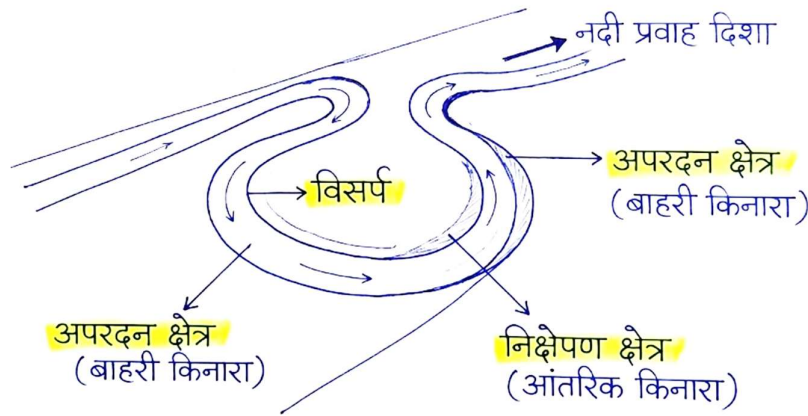 नदी प्रवाह दिशा
अपरदन क्षेत्र
(बाहरी किनारा)
विसर्प
अपरदन क्षेत्र
(बाहरी किनारा)
निक्षेपण क्षेत्र
(आंतरिक किनारा)